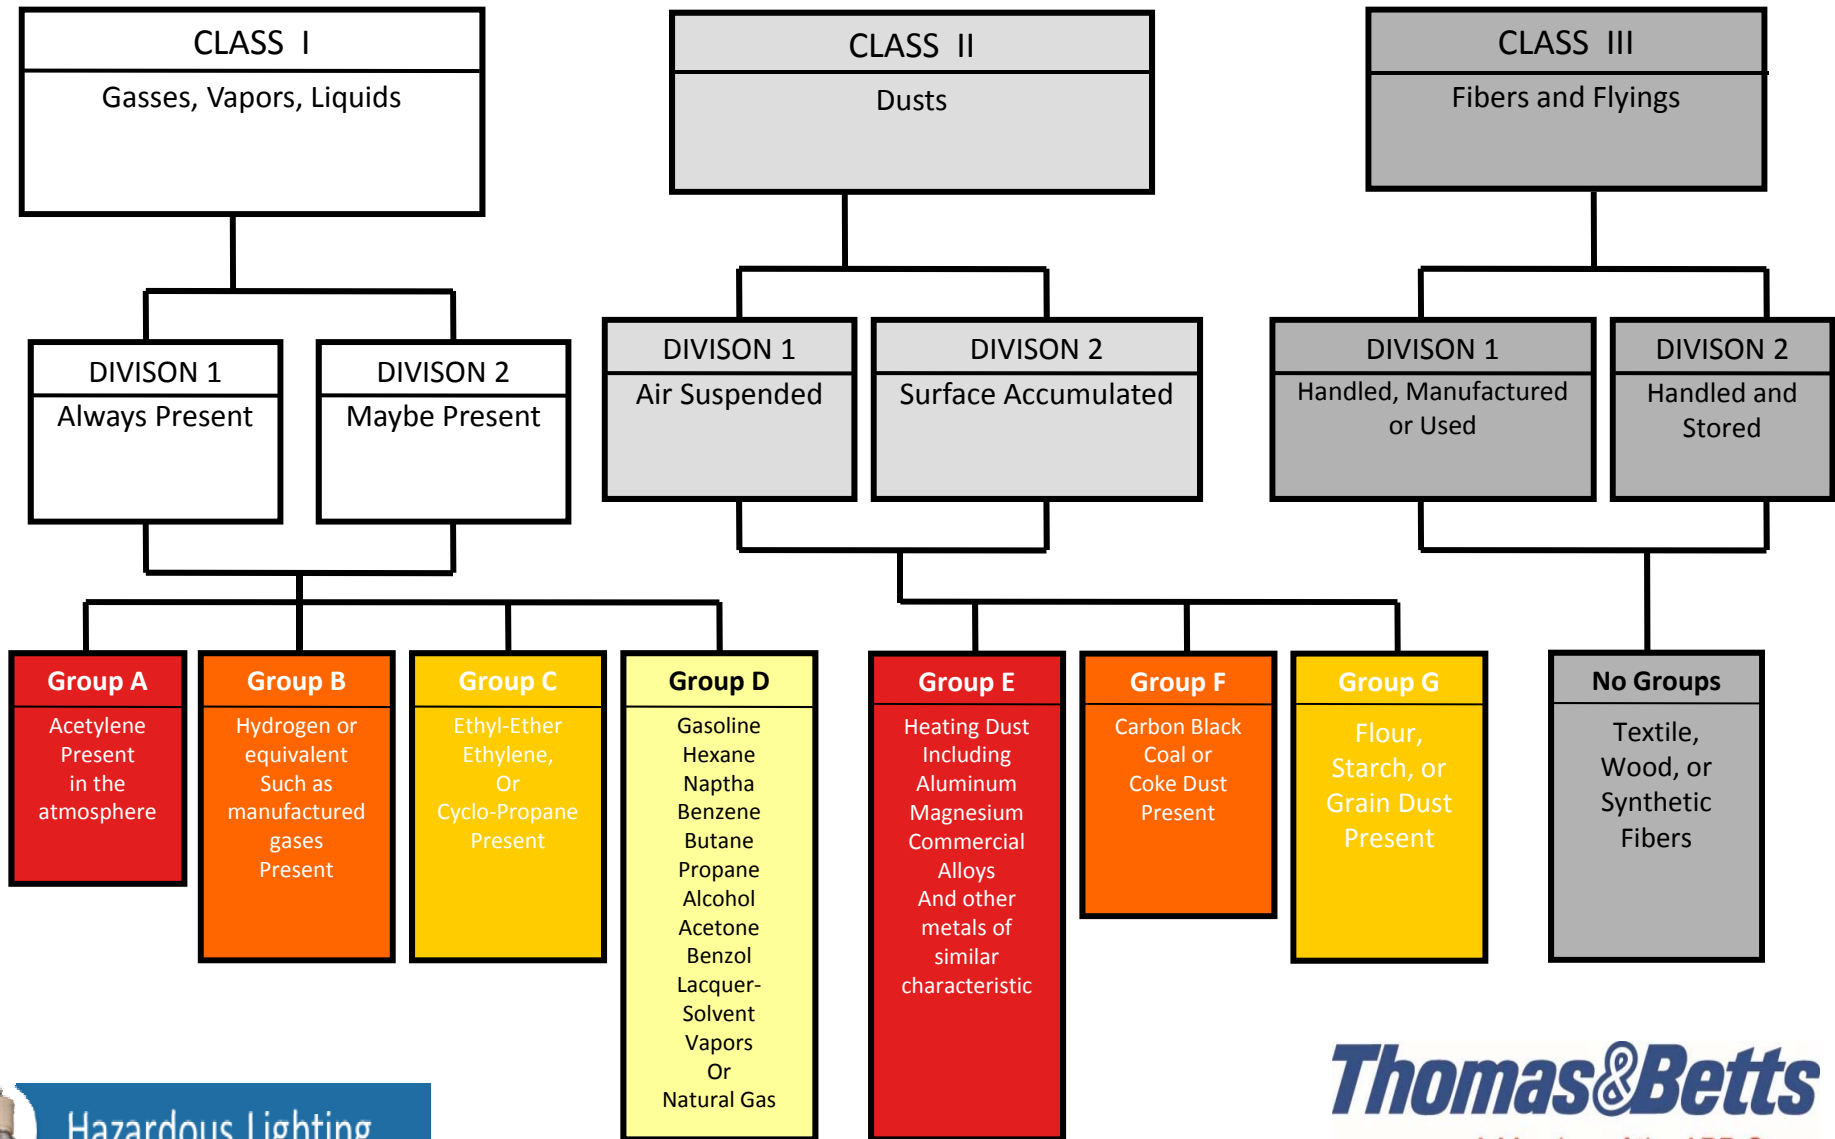 CLASS I
Gasses, Vapors, Liquids
CLASS II
Dusts
CLASS III
Fibers and Flyings
DIVISON 1
Always Present
DIVISON 2
Maybe Present
DIVISON 1
Air Suspended
DIVISON 2
Surface Accumulated
DIVISON 1
Handled, Manufactured
or Used
DIVISON 2
Handled and
Stored
Group A
Acetylene
Present
in the
atmosphere
Group B
Hydrogen or
equivalent
Such as
manufactured
gases
Present
Group C
Ethyl-Ether
Ethylene,
Or
Cyclo-Propane
Present
Group D
Gasoline
Hexane
Naptha
Benzene
Butane
Propane
Alcohol
Acetone
Benzol
Lacquer-
Solvent
Vapors
Or
Natural Gas
Group E
Heating Dust
Including
Aluminum
Magnesium
Commercial
Alloys
And other
metals of
similar
characteristic
Group F
Carbon Black
Coal or
Coke Dust
Present
Group G
Flour,
Starch, or
Grain Dust
Present
No Groups
Textile,
Wood, or
Synthetic
Fibers
Hazardous Lighting
Thomas&Betts